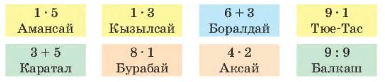 1 · 5 1 · 3 6 + 3 9 · 1
Амансай Кызылсай Боралдай Тюе-Тас
3 + 5 8 · 1 4 · 2 9 : 9
Каратал Бурабай Аксай Балкаш